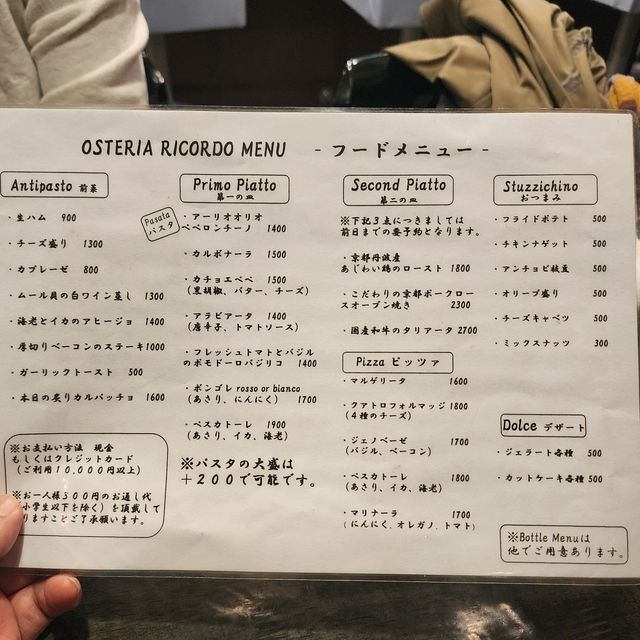 OSTERIA RICORDO MENU - フードメニュー -
Antipasto 前菜
・生ハム 900
・チーズ盛り 1300
・カプレーゼ 800
・ムール貝の白ワイン蒸し 1300
・海老とイカのアヒージョ 1400
・厚切りベーコンのステーキ1000
・ガーリックトースト 500
・本日の炙りカルパッチョ 1600
※お支払い方法 現金
もしくはクレジットカード
(ご利用10,000円以上)
※お一人様300円のお通し代
小学生以下を除く)を頂戴して
りますことご了承願います。
Primo Piatto
第一の皿
Pasata
パスタ
・アーリオオリオ
ペペロンチーノ 1400
・カルボナーラ 1500
・カチョエペペ 1500
(黒胡椒、バター、チーズ)
・アラビアータ 1400
(唐辛子、トマトソース)
・フレッシュトマトとバジル
のポモドーロバジリコ 1400
・ボンゴレ rosso or bianco
(あさり、にんにく) 1700
・ペスカトーレ 1900
(あさり、イカ、海老)
※パスタの大盛は
+200で可能です。
Second Piatto
第二の皿
※下記3点につきましては
前日までの要予約となります。
・京都丹波産
あじわい鶏のロースト 1800
・こだわりの京都ポークロー
スオーブン焼き 2300
・国産和牛のタリアータ 2700
Pizza ピッツァ
・マルゲリータ 1600
・クアトロフォルマッジ 1800
(4種のチーズ)
・ジェノベーゼ 1700
(バジル、ベーコン)
・ペスカトーレ 1800
(あさり、イカ、海老)
・マリナーラ 1700
(にんにく、オレガノ、トマト)
Stuzzichino
おつまみ
・フライドポテト 500
・チキンナゲット 500
・アンチョビ枝豆 500
・オリーブ盛り 500
・チーズキャベツ 500
・ミックスナッツ 300
Dolce デザート
・ジェラート各種 500
・カットケーキ各種 500
※Bottle Menuは
他でご用意あります。